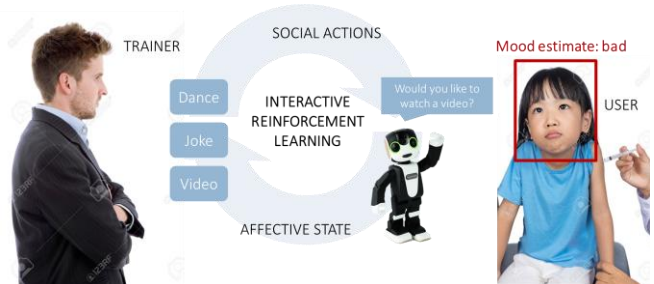 TRAINER
SOCIAL ACTIONS
Mood estimate: bad
Dance
Joke
Video
INTERACTIVE
REINFORCEMENT
LEARNING
Would you like to
watch a video?
USER
AFFECTIVE STATE
123RF